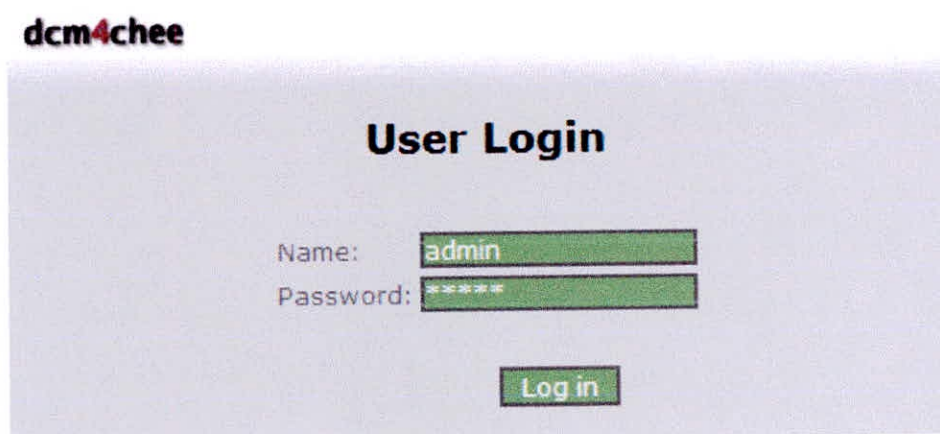 dcm4chee
User Login
Name: admin
Password: *****
Log in